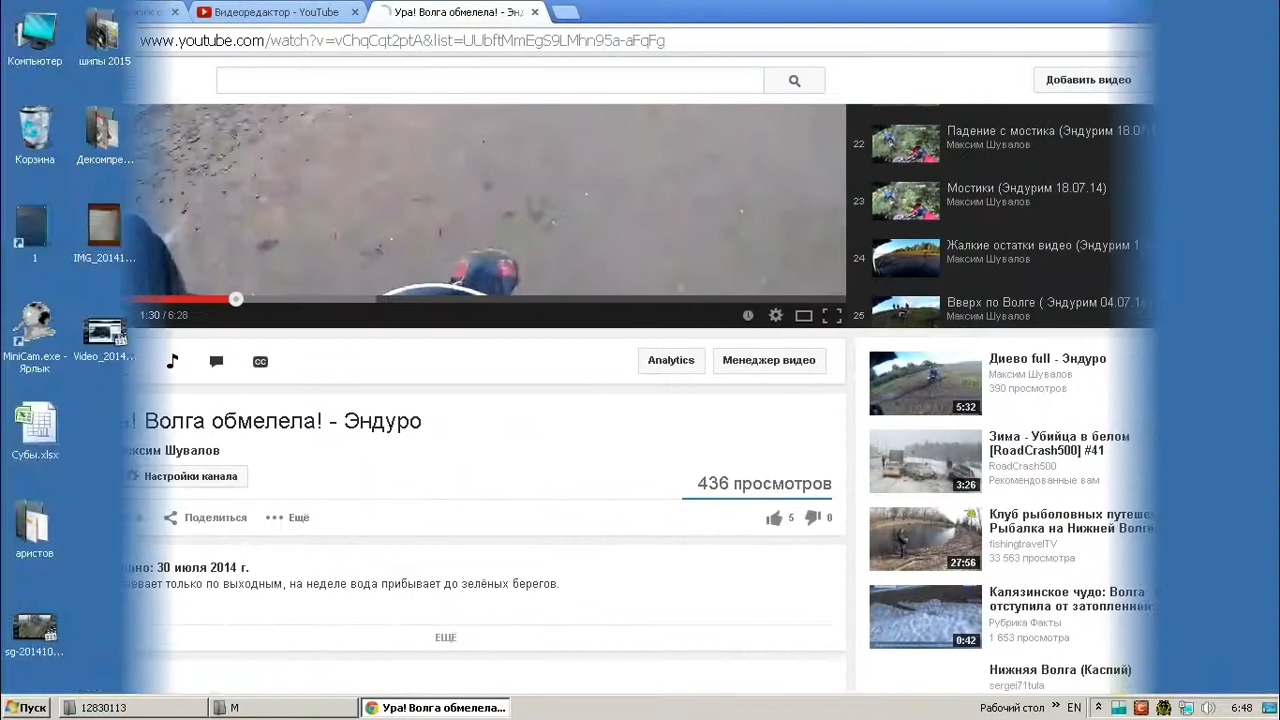 Видеоредактор - YouTube
Ура! Волга обмелела! - Эн
www.youtube.com/watch?v=vChqCqt2ptA&list=UUbftMmEgS9LMhn95a-aFqFg
Добавить видео
Компьютер
шипы 2015
Корзина
Декомпре...
1
IMG_20141...
MiniCam.exe -
Ярлык
Video_2014...
Субы.xlsx
аристов
sg-201410...
22
Падение с мостика (Эндурим 18.07
Максим Шувалов
23
Мостики (Эндурим 18.07.14)
Максим Шувалов
24
Жалкие остатки видео (Эндурим 1
Максим Шувалов
25
Вверх по Волге ( Эндурим 04.07.1
Максим Шувалов
1:30 / 6:28
CC
Analytics
Менеджер видео
! Волга обмелела! - Эндуро
ксим Шувалов
Настройки канала
436 просмотров
Поделиться
Ещё
5
0
ано: 30 июля 2014 г.
евает только по выходным, на неделе вода прибывает до зелёных берегов.
ЕЩЁ
Диево full - Эндуро
Максим Шувалов
390 просмотров
5:32
Зима - Убийца в белом
[RoadCrash500] #41
RoadCrash500
Рекомендованные вам
3:26
Клуб рыболовных путеше
Рыбалка на Нижней Волге
fishingtravelTV
33 563 просмотра
27:56
Калязинское чудо: Волга
отступила от затопленно
Рубрика Факты
1 653 просмотра
0:42
Нижняя Волга (Каспий)
sergei71tula
Пуск
12830113
М
Ура! Волга обмелела...
Рабочий стол
EN
6:48